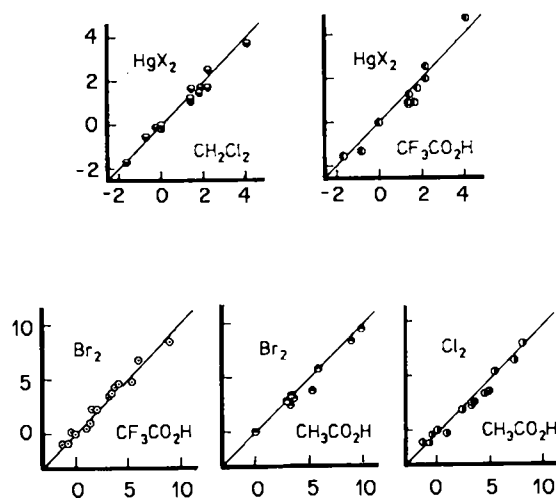 4
HgX₂
2
0
CH₂Cl₂
-2
-2 0 2 4
HgX₂
CF₃CO₂H
-2 0 2 4
10
Br₂
5
0
CF₃CO₂H
0 5 10
Br₂
CH₃CO₂H
0 5 10
Cl₂
CH₃CO₂H
0 5 10